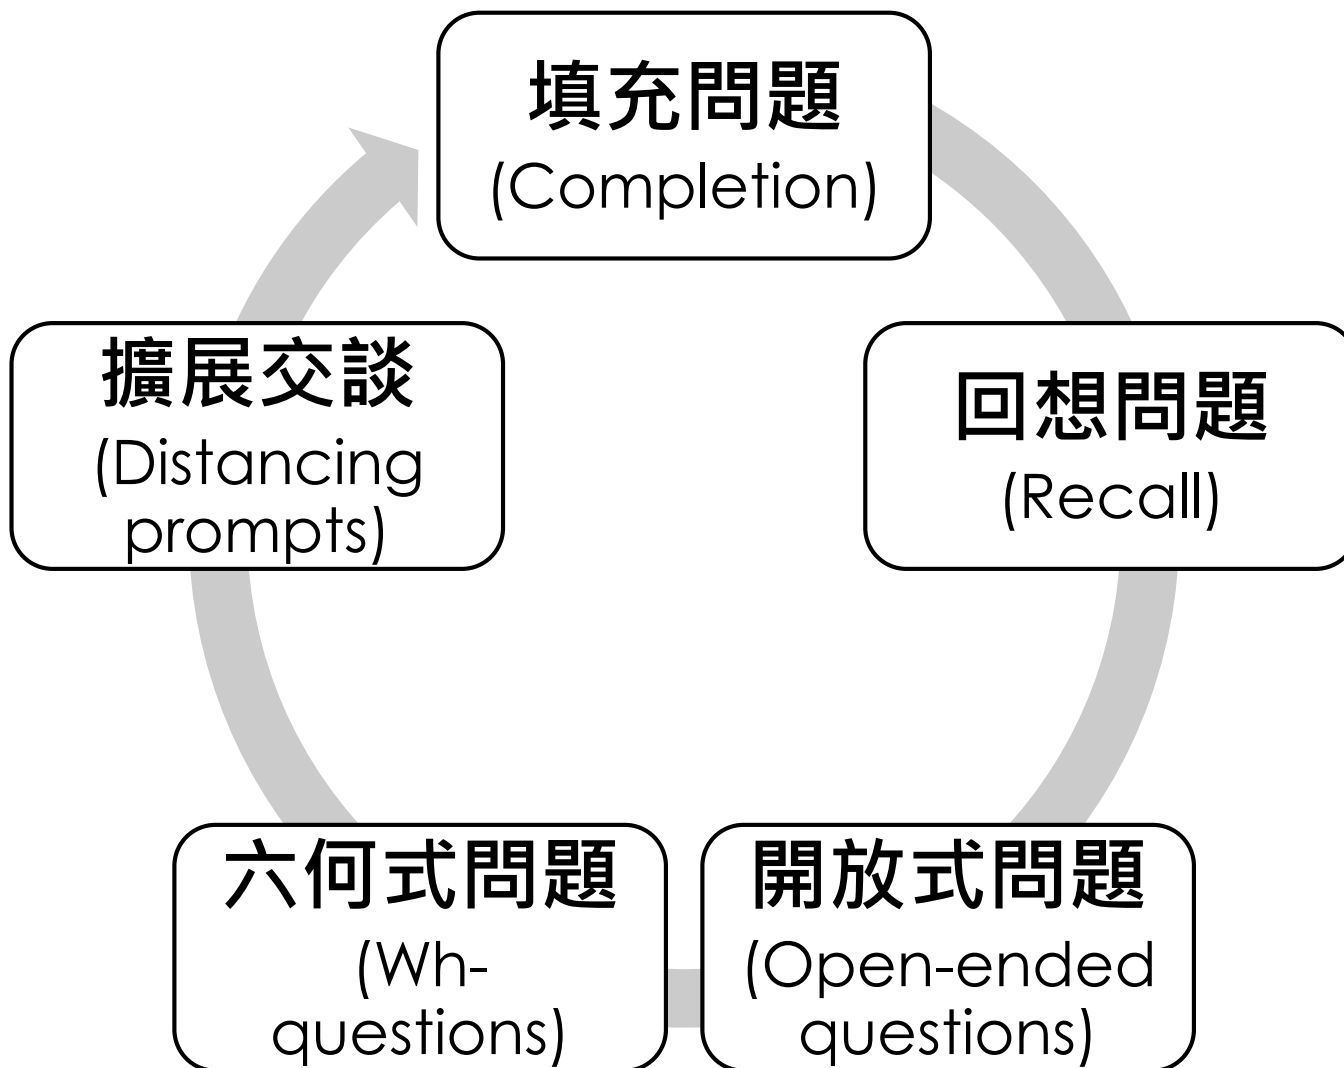 填充問題
(Completion)
回想問題
(Recall)
開放式問題
(Open-ended
questions)
六何式問題
(Wh-
questions)
擴展交談
(Distancing
prompts)